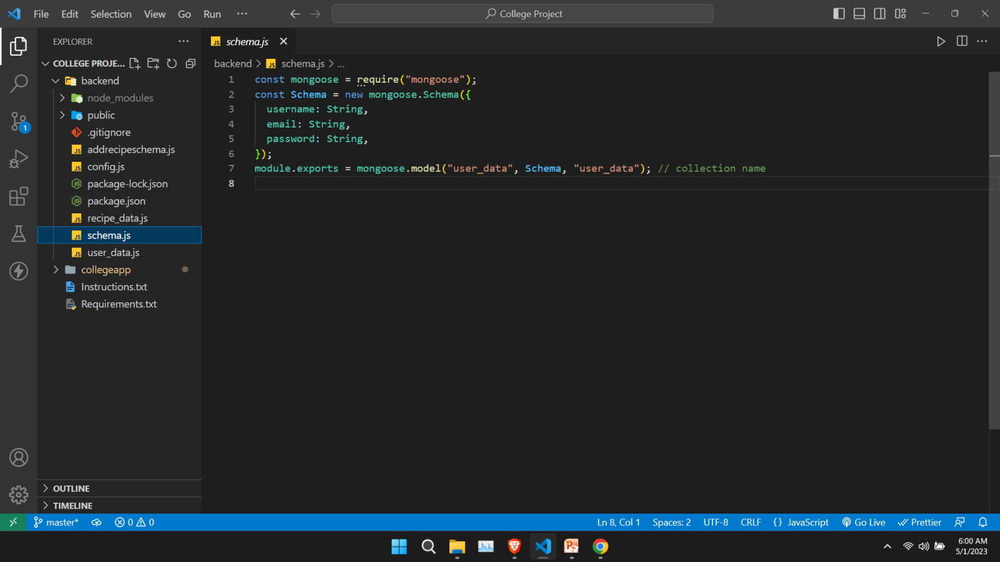 File Edit Selection View Go Run ···
College Project
EXPLORER ···
schema.js
COLLEGE PROJE...
backend
node_modules
public
.gitignore
addrecipeschema.js
config.js
package-lock.json
package.json
recipe_data.js
schema.js
user_data.js
collegeapp
Instructions.txt
Requirements.txt
OUTLINE
TIMELINE
1
backend > JS schema.js > ...
1 const mongoose = require("mongoose");
2 const Schema = new mongoose.Schema({
3 username: String,
4 email: String,
5 password: String,
6 });
7 module.exports = mongoose.model("user_data", Schema, "user_data"); // collection name
8
master* 0 0 Ln 8, Col 1 Spaces: 2 UTF-8 CRLF {} JavaScript Go Live Prettier
6:00 AM
5/1/2023